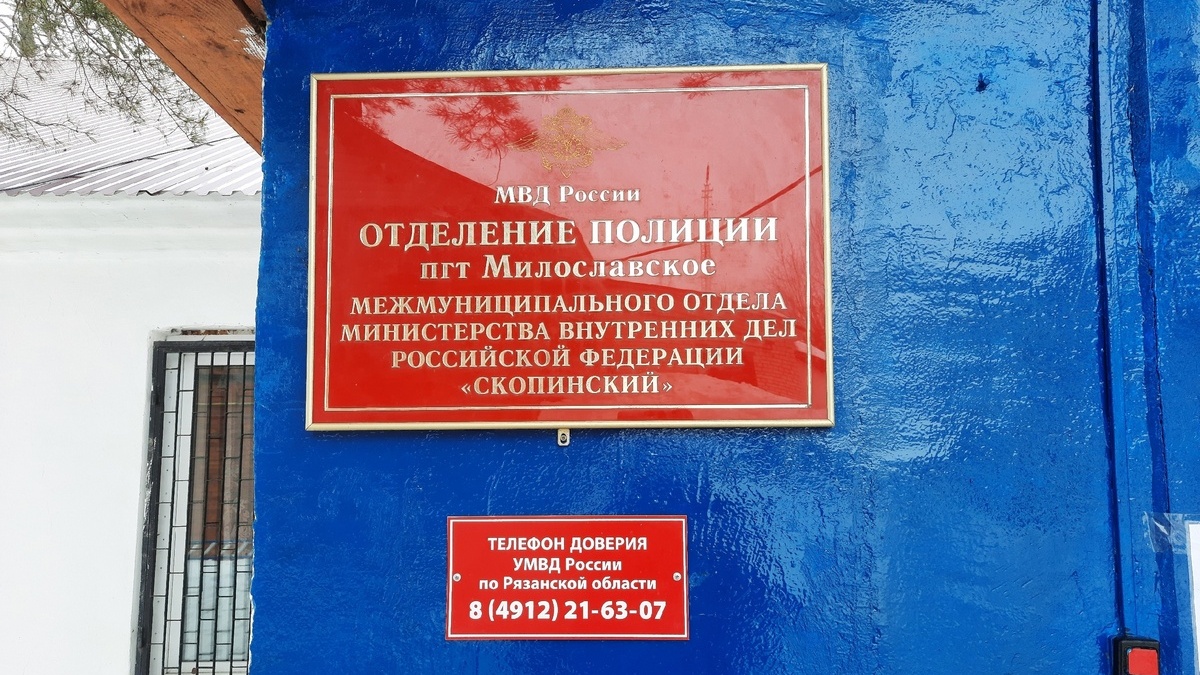 МВД России
ОТДЕЛЕНИЕ ПОЛИЦИИ
пгт Милославское
МЕЖМУНИЦИПАЛЬНОГО ОТДЕЛА
МИНИСТЕРСТВА ВНУТРЕННИХ ДЕЛ
РОССИЙСКОЙ ФЕДЕРАЦИИ
«СКОПИНСКИЙ»
ТЕЛЕФОН ДОВЕРИЯ
УМВД России
по Рязанской области
8 (4912) 21-63-07